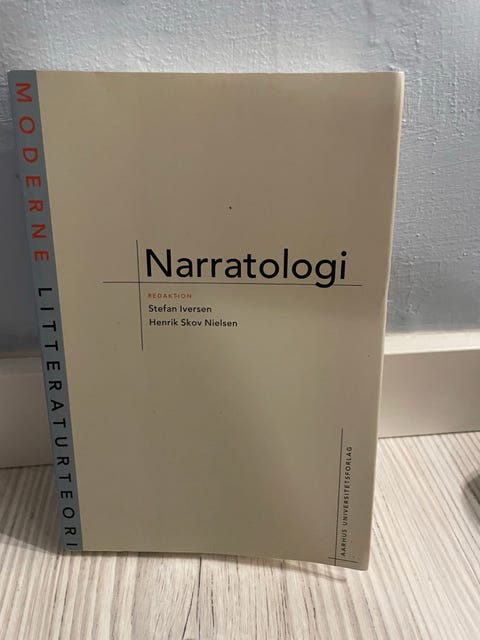 MODERNE LITTERATURTEORI
Narratologi
REDAKTION
Stefan Iversen
Henrik Skov Nielsen
AARHUS UNIVERSITETSFORLAG